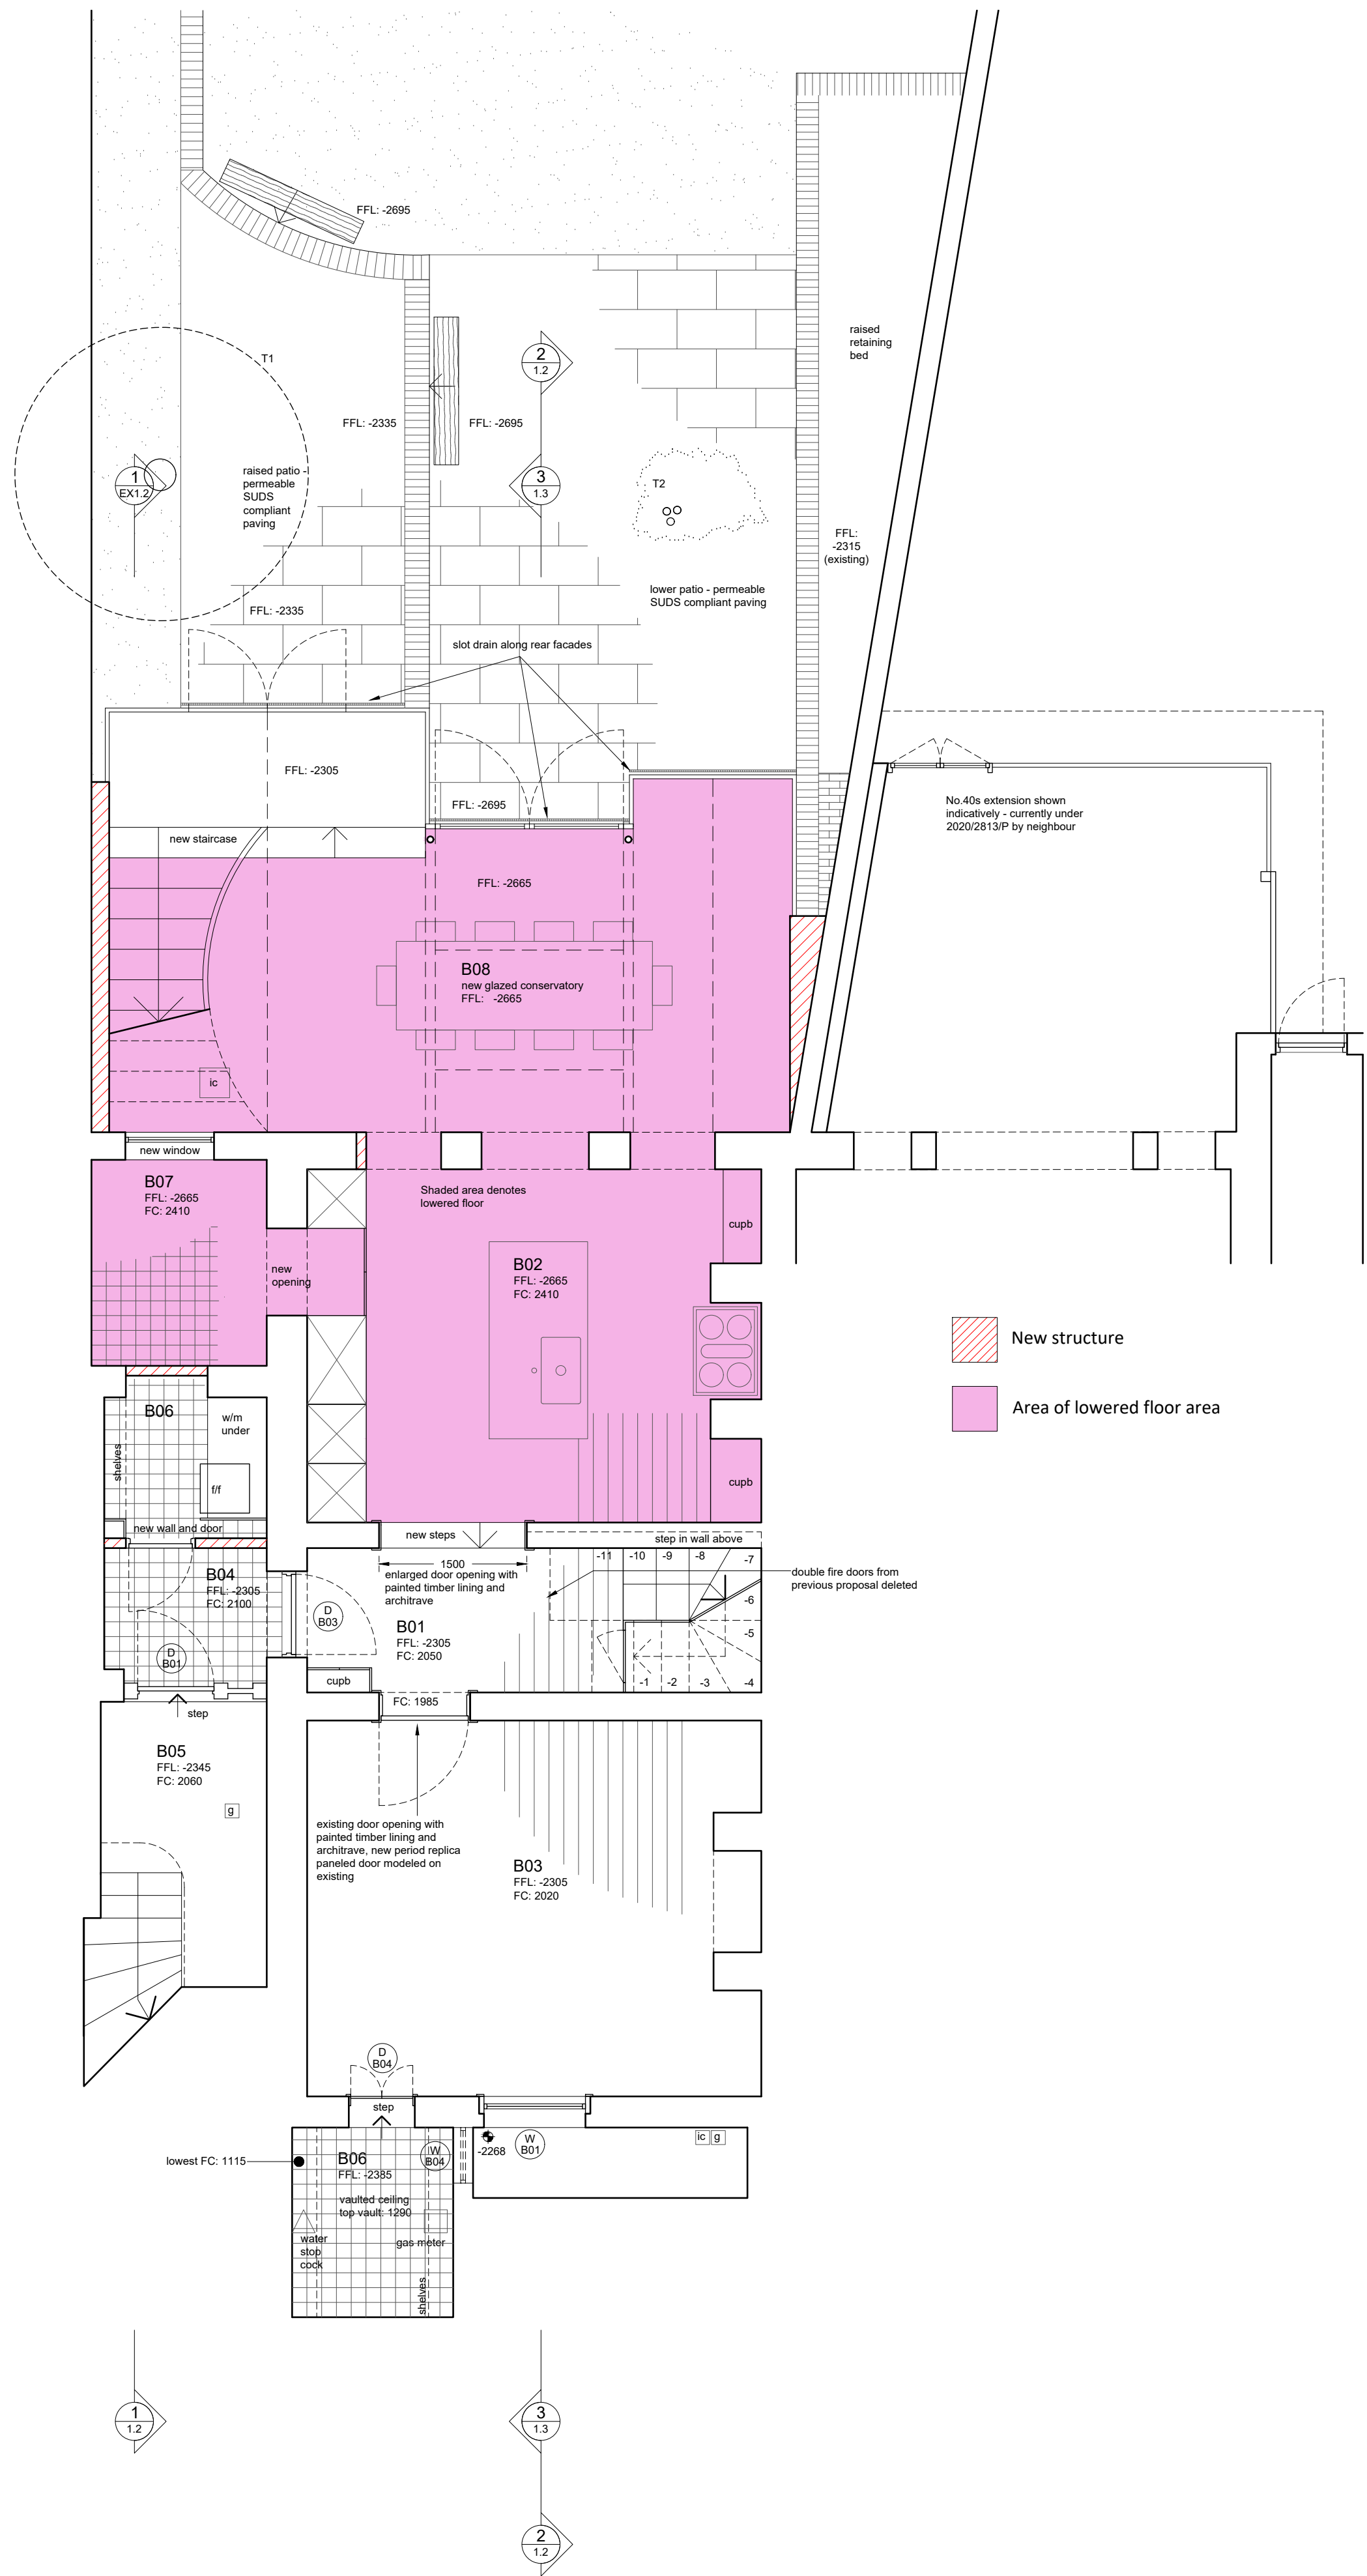 FFL: -2695
T1
2
1.2
raised
retaining
bed
FFL: -2335
FFL: -2695
1
EX1.2
raised patio -
permeable
SUDS
compliant
paving
3
1.3
T2
FFL:
-2315
(existing)
FFL: -2335
lower patio - permeable
SUDS compliant paving
slot drain along rear facades
FFL: -2305
FFL: -2695
No.40s extension shown
indicatively - currently under
2020/2813/P by neighbour
new staircase
FFL: -2665
B08
new glazed conservatory
FFL: -2665
ic
new window
B07
FFL: -2665
FC: 2410
Shaded area denotes
lowered floor
cupb
new
opening
B02
FFL: -2665
FC: 2410
New structure
Area of lowered floor area
B06
w/m
under
shelves
f/f
cupb
new wall and door
new steps
step in wall above
1500
enlarged door opening with
painted timber lining and
architrave
-11
-10
-9
-8
-7
-6
-5
-4
-3
-2
-1
double fire doors from
previous proposal deleted
B04
FFL: -2305
FC: 2100
D
B03
B01
FFL: -2305
FC: 2050
D
B01
cupb
FC: 1985
step
B05
FFL: -2345
FC: 2060
g
existing door opening with
painted timber lining and
architrave, new period replica
paneled door modeled on
existing
B03
FFL: -2305
FC: 2020
D
B04
step
lowest FC: 1115
B06
FFL: -2385
W
B04
-2268
W
B01
ic
g
vaulted ceiling
top vault: 1290
water
stop
cock
gas meter
shelves
1
1.2
3
1.3
2
1.2